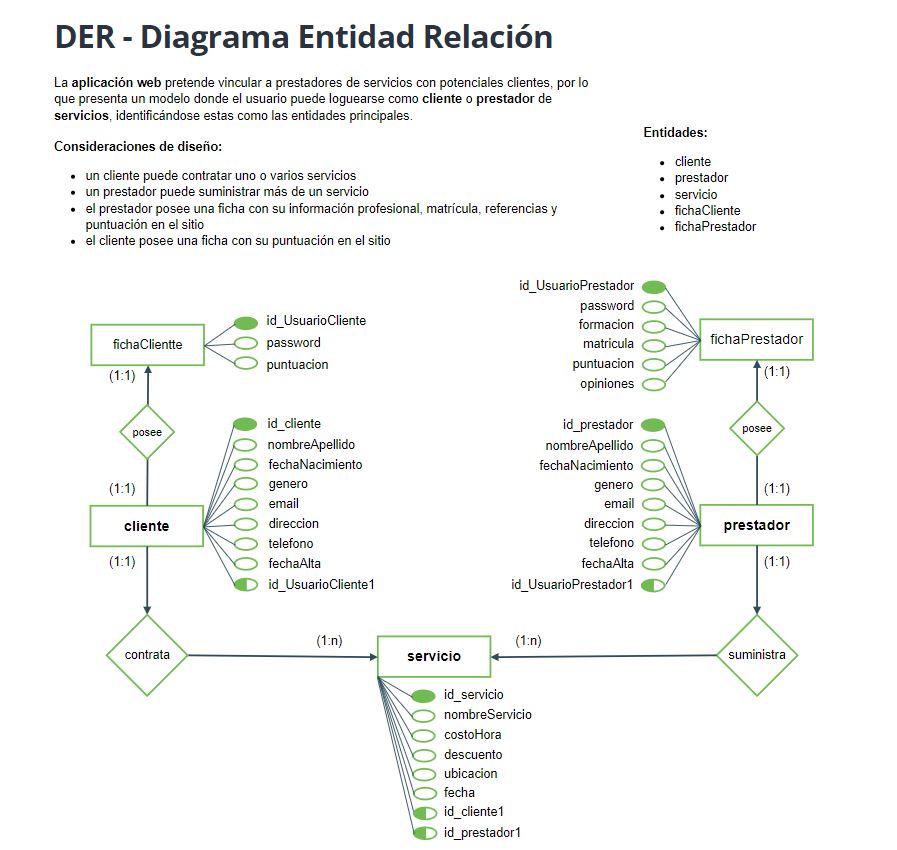 DER - Diagrama Entidad Relación
La aplicación web pretende vincular a prestadores de servicios con potenciales clientes, por lo
que presenta un modelo donde el usuario puede loguearse como cliente o prestador de
servicios, identificándose estas como las entidades principales.
Consideraciones de diseño:
un cliente puede contratar uno o varios servicios
un prestador puede suministrar más de un servicio
el prestador posee una ficha con su información profesional, matrícula, referencias y
puntuación en el sitio
el cliente posee una ficha con su puntuación en el sitio
Entidades:
cliente
prestador
servicio
fichaCliente
fichaPrestador
fichaClientte
(1:1)
id_UsuarioCliente
password
puntuacion
posee
(1:1)
cliente
(1:1)
id_cliente
nombreApellido
fechaNacimiento
genero
email
direccion
telefono
fechaAlta
id_UsuarioCliente1
contrata
(1:n)
id_UsuarioPrestador
password
formacion
matricula
puntuacion
opiniones
fichaPrestador
(1:1)
posee
(1:1)
id_prestador
nombreApellido
fechaNacimiento
genero
email
direccion
telefono
fechaAlta
id_UsuarioPrestador1
prestador
(1:1)
suministra
(1:n)
servicio
id_servicio
nombreServicio
costoHora
descuento
ubicacion
fecha
id_cliente1
id_prestador1